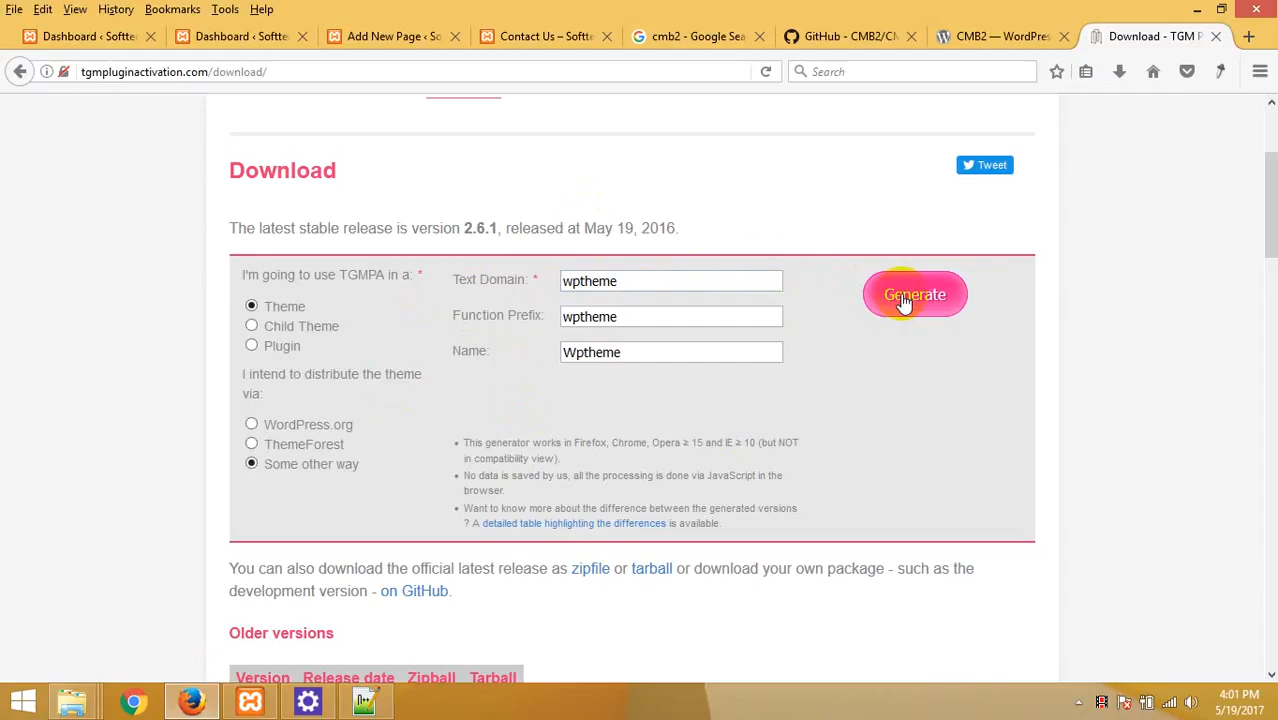 File Edit View History Bookmarks Tools Help
Dashboard ‹ Softtec
Dashboard ‹ Softtec
Add New Page ‹ So
Contact Us – Softte
cmb2 - Google Sea
GitHub - CMB2/CM
CMB2 — WordPres
Download - TGM P
tgmpluginactivation.com/download/
Search
Download
Tweet
The latest stable release is version 2.6.1, released at May 19, 2016.
I'm going to use TGMPA in a: *
Theme
Child Theme
Plugin
I intend to distribute the theme
via:
WordPress.org
ThemeForest
Some other way
Text Domain: * wptheme
Function Prefix: wptheme
Name: Wptheme
Generate
• This generator works in Firefox, Chrome, Opera ≥ 15 and IE ≥ 10 (but NOT
in compatibility view).
• No data is saved by us, all the processing is done via JavaScript in the
browser.
• Want to know more about the difference between the generated versions
? A detailed table highlighting the differences is available.
You can also download the official latest release as zipfile or tarball or download your own package - such as the
development version - on GitHub.
Older versions
Version Release date Zipball Tarball
4:01 PM
5/19/2017